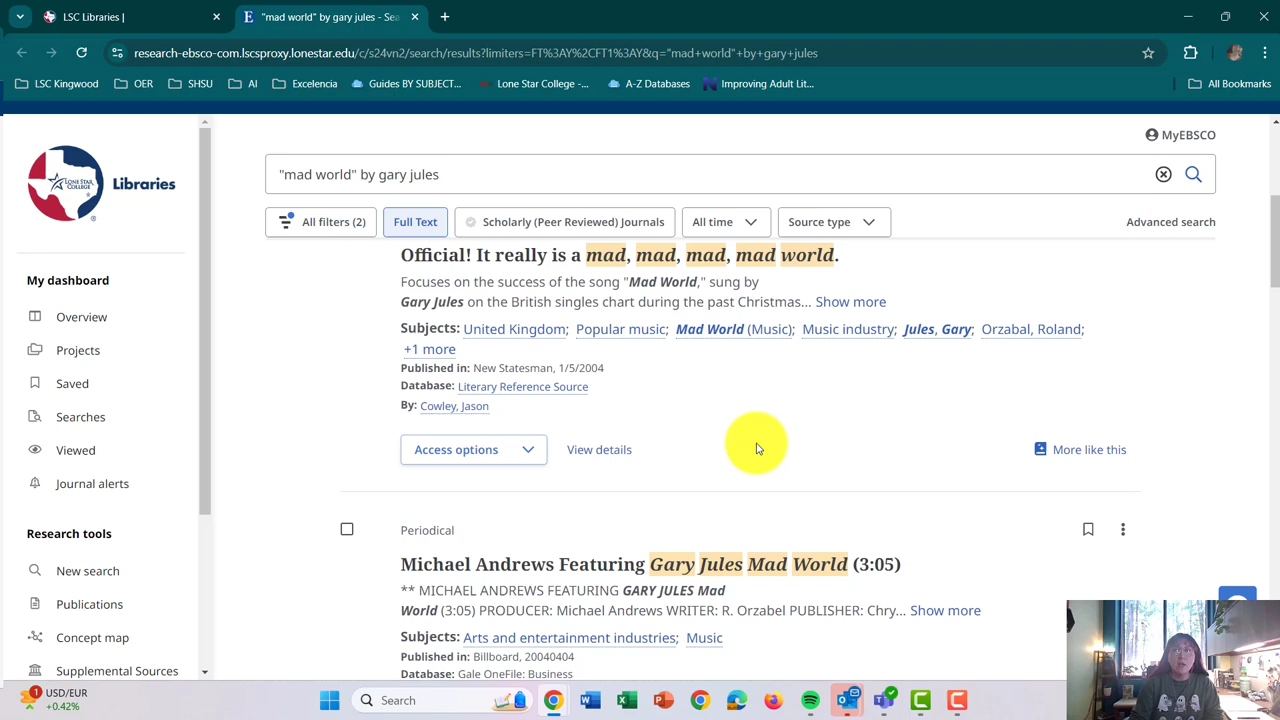 LSC Libraries |
"mad world" by gary jules - Sea
research-ebsco-com.lscsproxy.lonestar.edu/c/s24vn2/search/results?limiters=FT%3AY%2CFT1%3AY&q="mad+world"+by+gary+jules
LSC Kingwood
OER
SHSU
AI
Excelencia
Guides BY SUBJECT...
Lone Star College -...
A-Z Databases
Improving Adult Lit...
All Bookmarks
MyEBSCO
LONE STAR
COLLEGE
Libraries
"mad world" by gary jules
All filters (2)
Full Text
Scholarly (Peer Reviewed) Journals
All time
Source type
Advanced search
My dashboard
Overview
Projects
Saved
Searches
Viewed
Journal alerts
Research tools
New search
Publications
Concept map
Supplemental Sources
Official! It really is a mad, mad, mad, mad world.
Focuses on the success of the song "Mad World," sung by
Gary Jules on the British singles chart during the past Christmas... Show more
Subjects: United Kingdom; Popular music; Mad World (Music); Music industry; Jules, Gary; Orzabal, Roland;
+1 more
Published in: New Statesman, 1/5/2004
Database: Literary Reference Source
By: Cowley, Jason
Access options
View details
More like this
Periodical
Michael Andrews Featuring Gary Jules Mad World (3:05)
** MICHAEL ANDREWS FEATURING GARY JULES Mad
World (3:05) PRODUCER: Michael Andrews WRITER: R. Orzabel PUBLISHER: Chry... Show more
Subjects: Arts and entertainment industries; Music
Published in: Billboard, 20040404
Database: Gale OneFile: Business
1
USD/EUR
+0.42%
Search